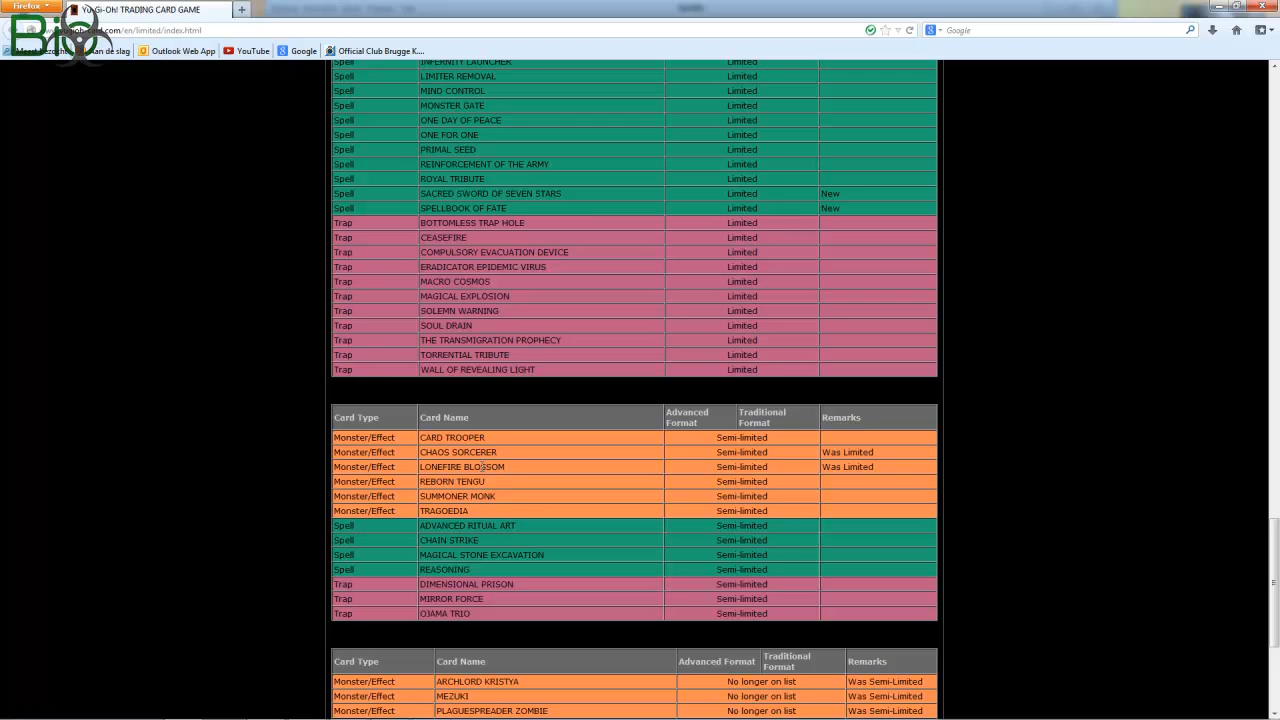 Firefox
Yu-Gi-Oh! TRADING CARD GAME
Bio
yugioh-card.com/en/limited/index.html
Google
Meest bezocht
Aan de slag
Outlook Web App
YouTube
Google
Official Club Brugge K....
Spell INFERNITY LAUNCHER Limited
Spell LIMITER REMOVAL Limited
Spell MIND CONTROL Limited
Spell MONSTER GATE Limited
Spell ONE DAY OF PEACE Limited
Spell ONE FOR ONE Limited
Spell PRIMAL SEED Limited
Spell REINFORCEMENT OF THE ARMY Limited
Spell ROYAL TRIBUTE Limited
Spell SACRED SWORD OF SEVEN STARS Limited New
Spell SPELLBOOK OF FATE Limited New
Trap BOTTOMLESS TRAP HOLE Limited
Trap CEASEFIRE Limited
Trap COMPULSORY EVACUATION DEVICE Limited
Trap ERADICATOR EPIDEMIC VIRUS Limited
Trap MACRO COSMOS Limited
Trap MAGICAL EXPLOSION Limited
Trap SOLEMN WARNING Limited
Trap SOUL DRAIN Limited
Trap THE TRANSMIGRATION PROPHECY Limited
Trap TORRENTIAL TRIBUTE Limited
Trap WALL OF REVEALING LIGHT Limited
Card Type Card Name Advanced Format Traditional Format Remarks
Monster/Effect CARD TROOPER Semi-limited
Monster/Effect CHAOS SORCERER Semi-limited Was Limited
Monster/Effect LONEFIRE BLOSSOM Semi-limited Was Limited
Monster/Effect REBORN TENGU Semi-limited
Monster/Effect SUMMONER MONK Semi-limited
Monster/Effect TRAGOEDIA Semi-limited
Spell ADVANCED RITUAL ART Semi-limited
Spell CHAIN STRIKE Semi-limited
Spell MAGICAL STONE EXCAVATION Semi-limited
Spell REASONING Semi-limited
Trap DIMENSIONAL PRISON Semi-limited
Trap MIRROR FORCE Semi-limited
Trap OJAMA TRIO Semi-limited
Card Type Card Name Advanced Format Traditional Format Remarks
Monster/Effect ARCHLORD KRISTYA No longer on list Was Semi-Limited
Monster/Effect MEZUKI No longer on list Was Semi-Limited
Monster/Effect PLAGUESPREADER ZOMBIE No longer on list Was Semi-Limited